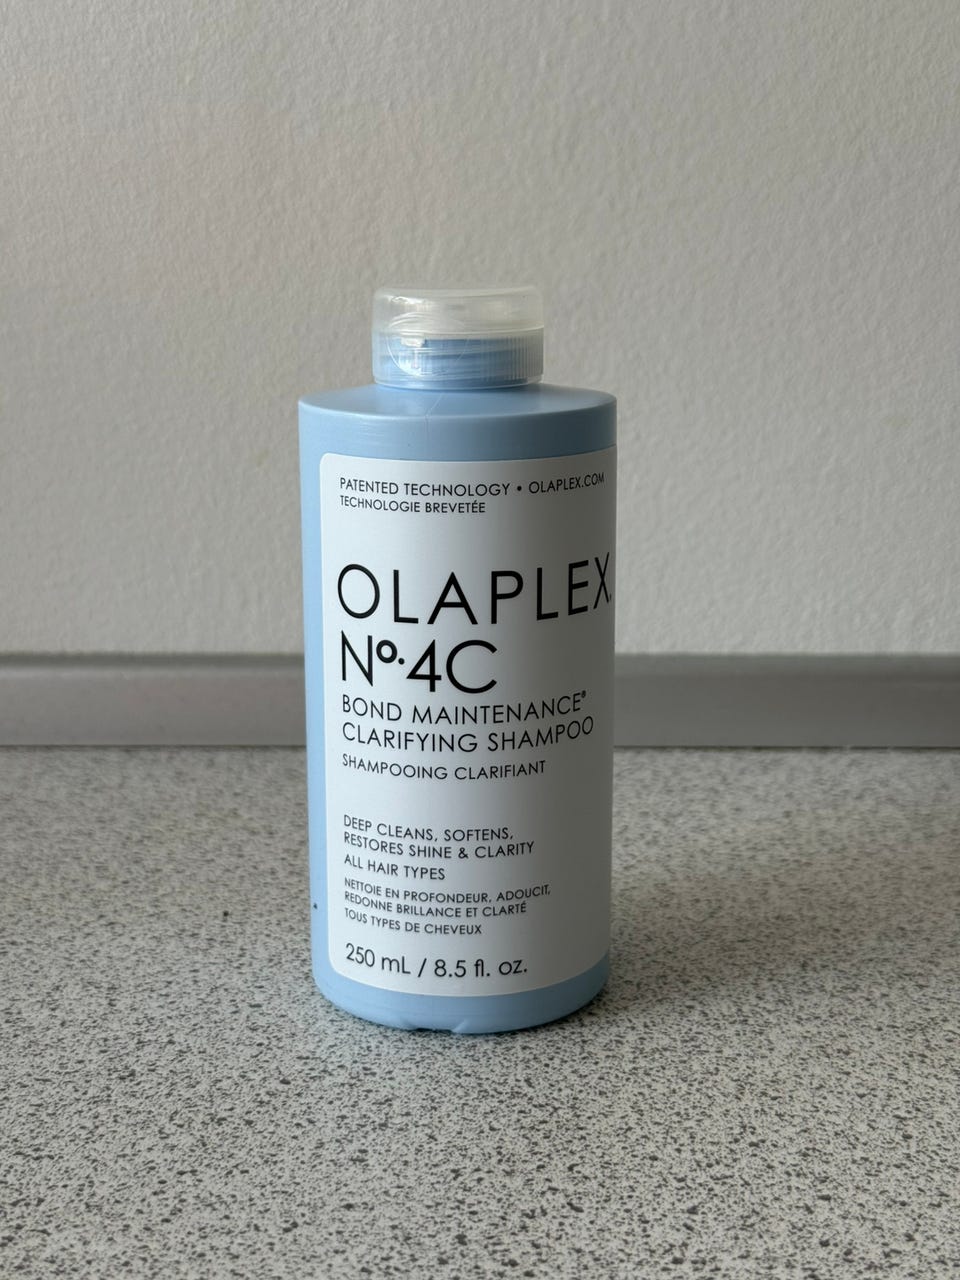 PATENTED TECHNOLOGY • OLAPLEX.COM
TECHNOLOGIE BREVETÉE
OLAPLEX.
Nº.4C
BOND MAINTENANCE®
CLARIFYING SHAMPOO
SHAMPOOING CLARIFIANT
DEEP CLEANS, SOFTENS,
RESTORES SHINE & CLARITY
ALL HAIR TYPES
NETTOIE EN PROFONDEUR, ADOUCIT,
REDONNE BRILLANCE ET CLARTÉ
TOUS TYPES DE CHEVEUX
250 mL / 8.5 fl. oz.